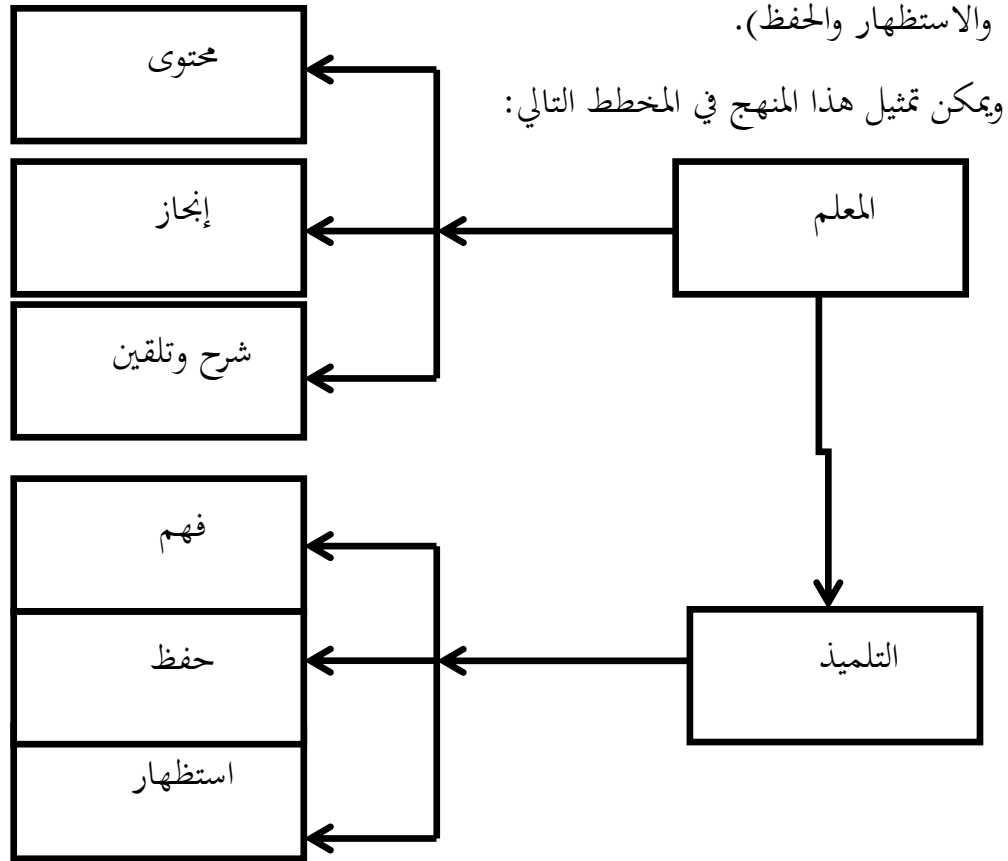 والاستظهار والحفظ).
ويمكن تمثيل هذا المنهج في المخطط التالي:
المعلم
محتوى
إنجاز
شرح وتلقين
التلميذ
فهم
حفظ
استظهار